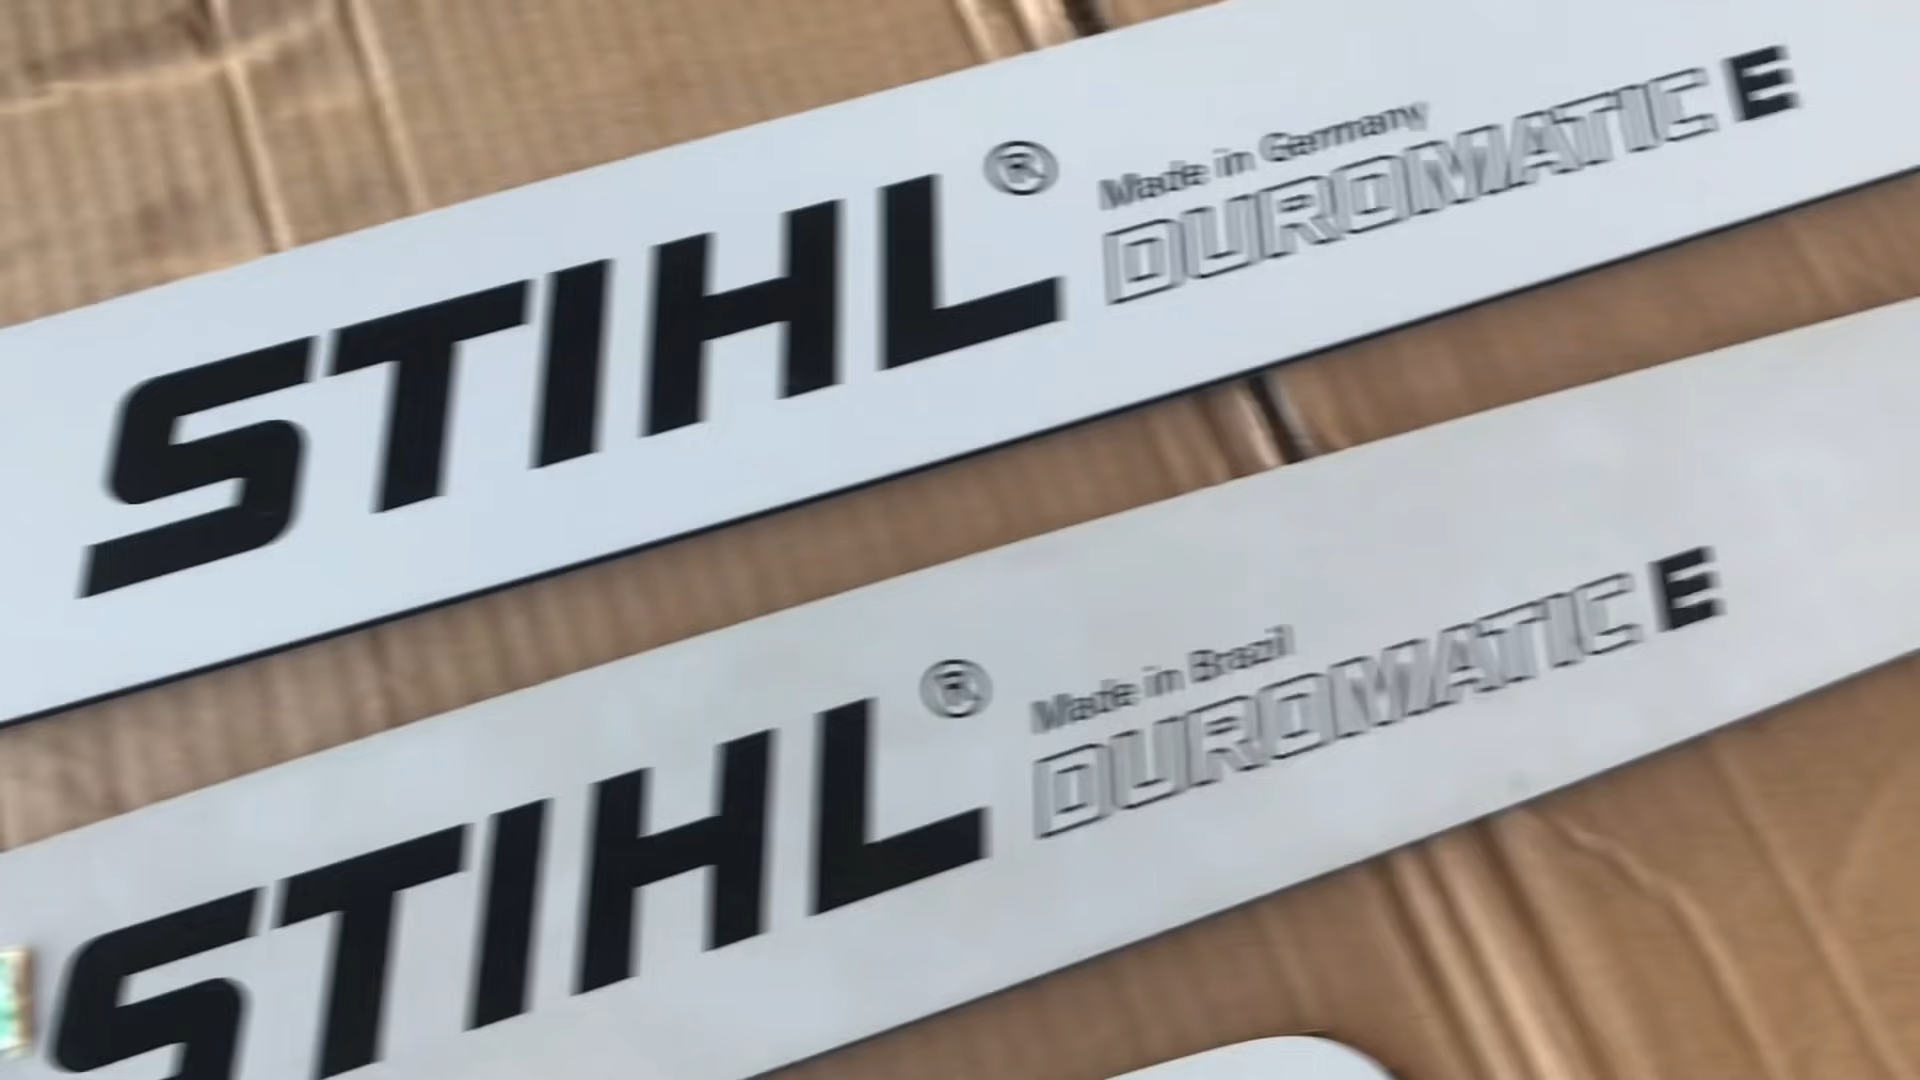 STIHL®
Made in Germany
DUROMATIC E
STIHL®
Made in Brazil
DUROMATIC E